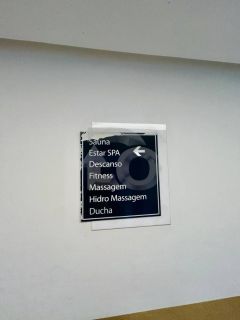 Sauna
Estar SPA
Descanso
Fitness
Massagem
Hidro Massagem
Ducha